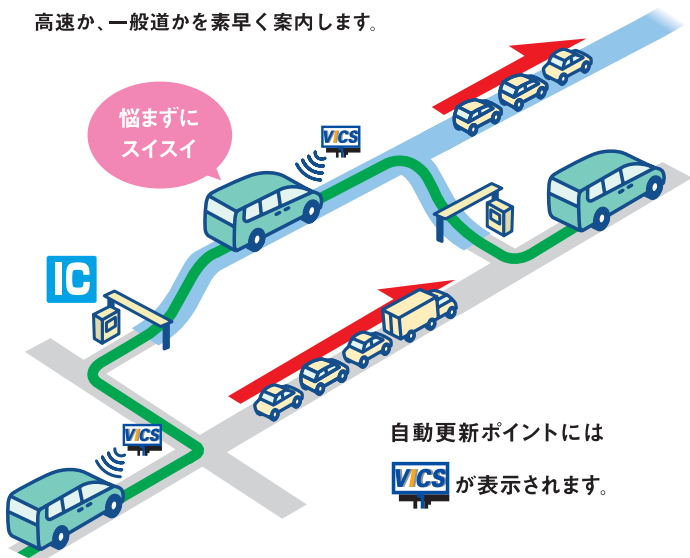 高速か、一般道かを素早く案内します。
悩まずに
スイスイ
VICS
IC
VICS
自動更新ポイントには
VICS が表示されます。